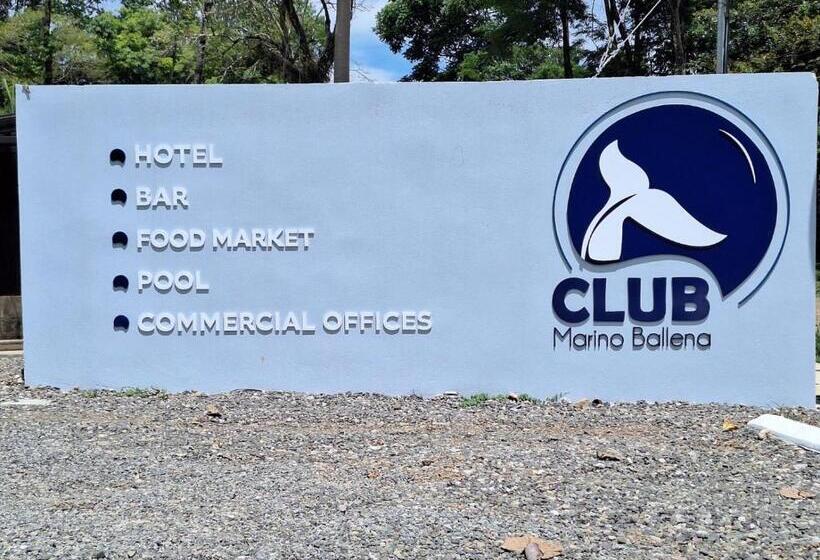 HOTEL
BAR
FOOD MARKET
POOL
COMMERCIAL OFFICES
CLUB
Marino Ballena